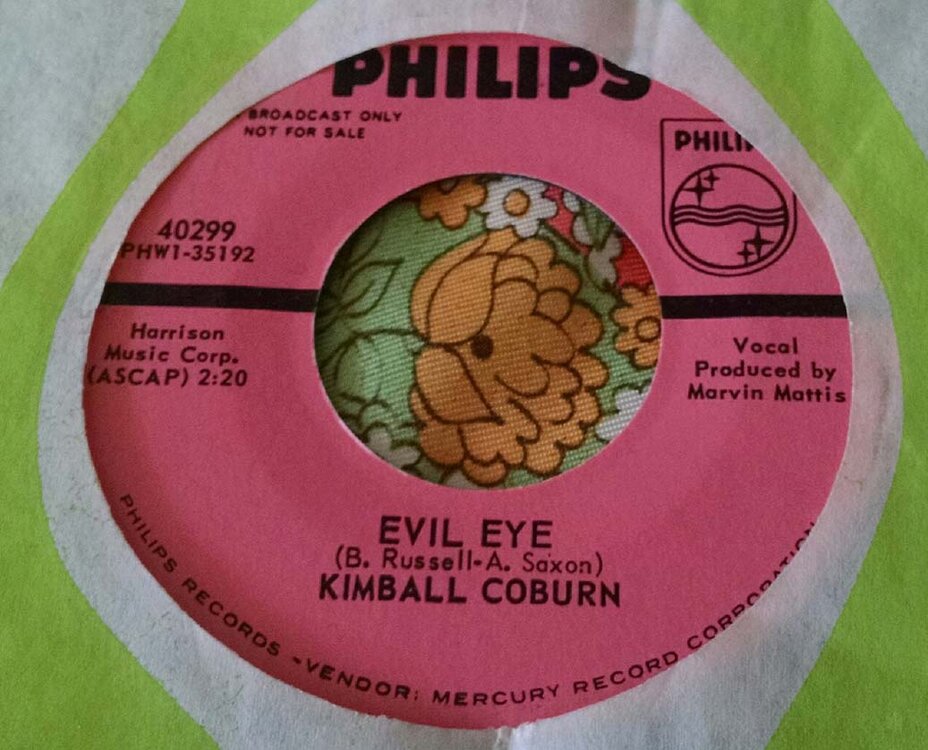 PHILIPS
BROADCAST ONLY
NOT FOR SALE
PHILIPS
40299
PHW1-35192
Harrison
Music Corp.
(ASCAP) 2:20
Vocal
Produced by
Marvin Mattis
EVIL EYE
(B. Russell-A. Saxon)
KIMBALL COBURN
PHILIPS RECORDS -VENDOR: MERCURY RECORD CORPORATION